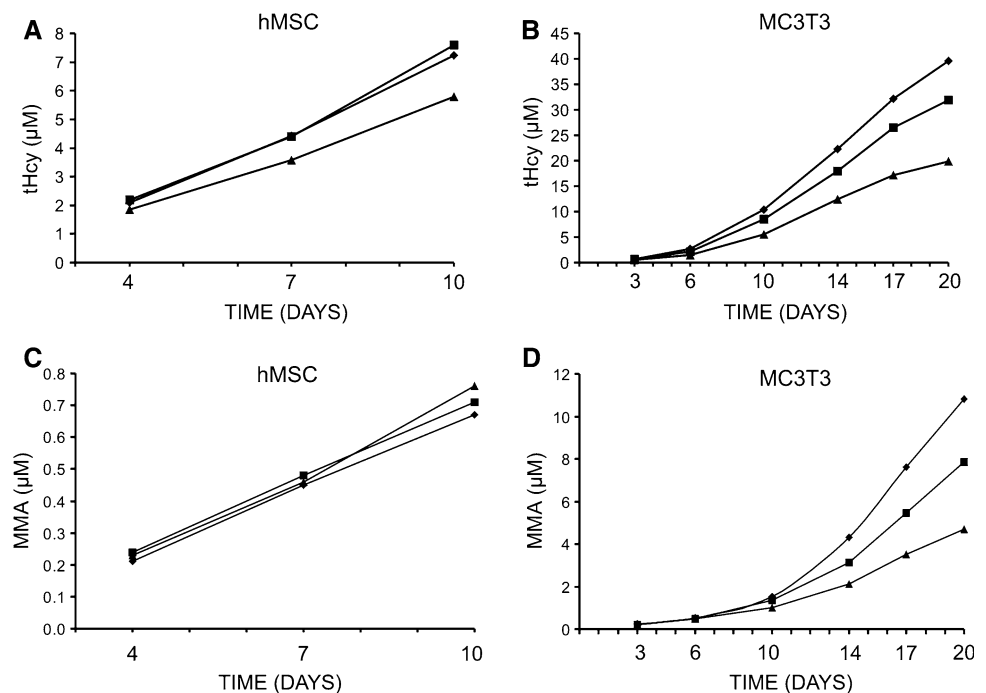 A
hMSC
8
7
6
5
4
3
2
1
0
tHcy (µM)
4 7 10
TIME (DAYS)
B
MC3T3
45
40
35
30
25
20
15
10
5
0
tHcy (µM)
3 6 10 14 17 20
TIME (DAYS)
C
hMSC
0.8
0.7
0.6
0.5
0.4
0.3
0.2
0.1
0.0
MMA (µM)
4 7 10
TIME (DAYS)
D
MC3T3
12
10
8
6
4
2
0
MMA (µM)
3 6 10 14 17 20
TIME (DAYS)